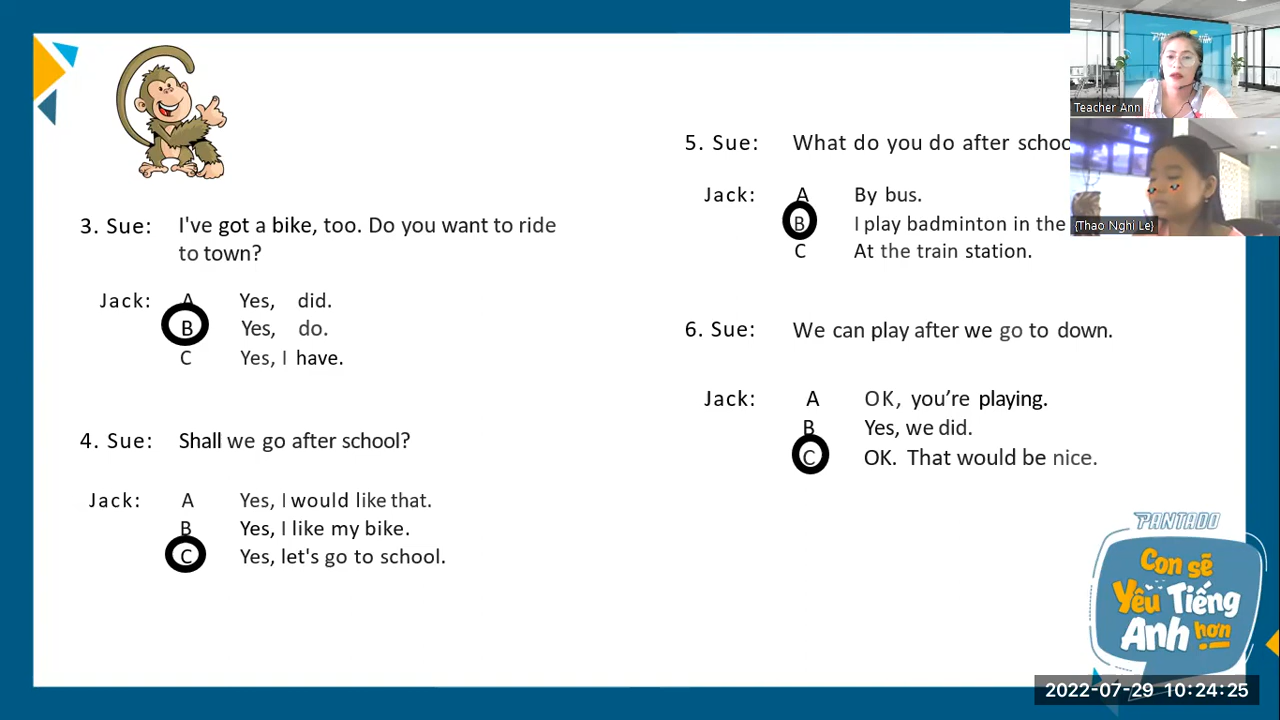 3. Sue: I've got a bike, too. Do you want to ride
to town?
Jack: A Yes, did.
B Yes, do.
C Yes, I have.
4. Sue: Shall we go after school?
Jack: A Yes, I would like that.
B Yes, I like my bike.
C Yes, let's go to school.
5. Sue: What do you do after schoo
Jack: A By bus.
B I play badminton in the
C At the train station.
6. Sue: We can play after we go to down.
Jack: A OK, you’re playing.
B Yes, we did.
C OK. That would be nice.
Teacher Ann
{Thao Nghi Le}
PANTADO
Con sẽ
Yêu Tiếng
Anh hơn
2022-07-29 10:24:25